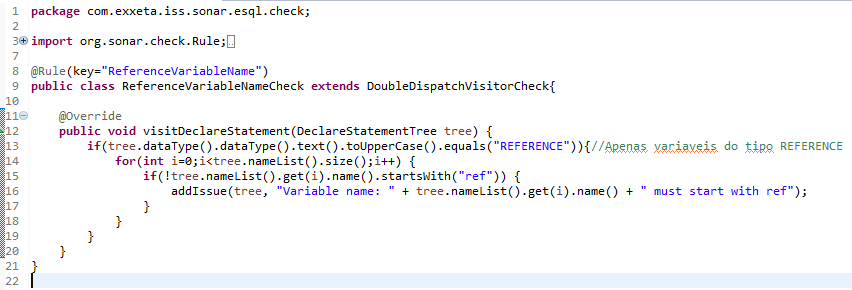 1 package com.exxeta.iss.sonar.esql.check;
2
3 import org.sonar.check.Rule;
7
8 @Rule(key="ReferenceVariableName")
9 public class ReferenceVariableNameCheck extends DoubleDispatchVisitorCheck{
10
11 @Override
12 public void visitDeclareStatement(DeclareStatementTree tree) {
13 if(tree.dataType().dataType().text().toUpperCase().equals("REFERENCE")){//Apenas variaveis do tipo REFERENCE
14 for(int i=0;i<tree.nameList().size();i++) {
15 if(!tree.nameList().get(i).name().startsWith("ref")) {
16 addIssue(tree, "Variable name: " + tree.nameList().get(i).name() + " must start with ref");
17 }
18 }
19 }
20 }
21 }
22